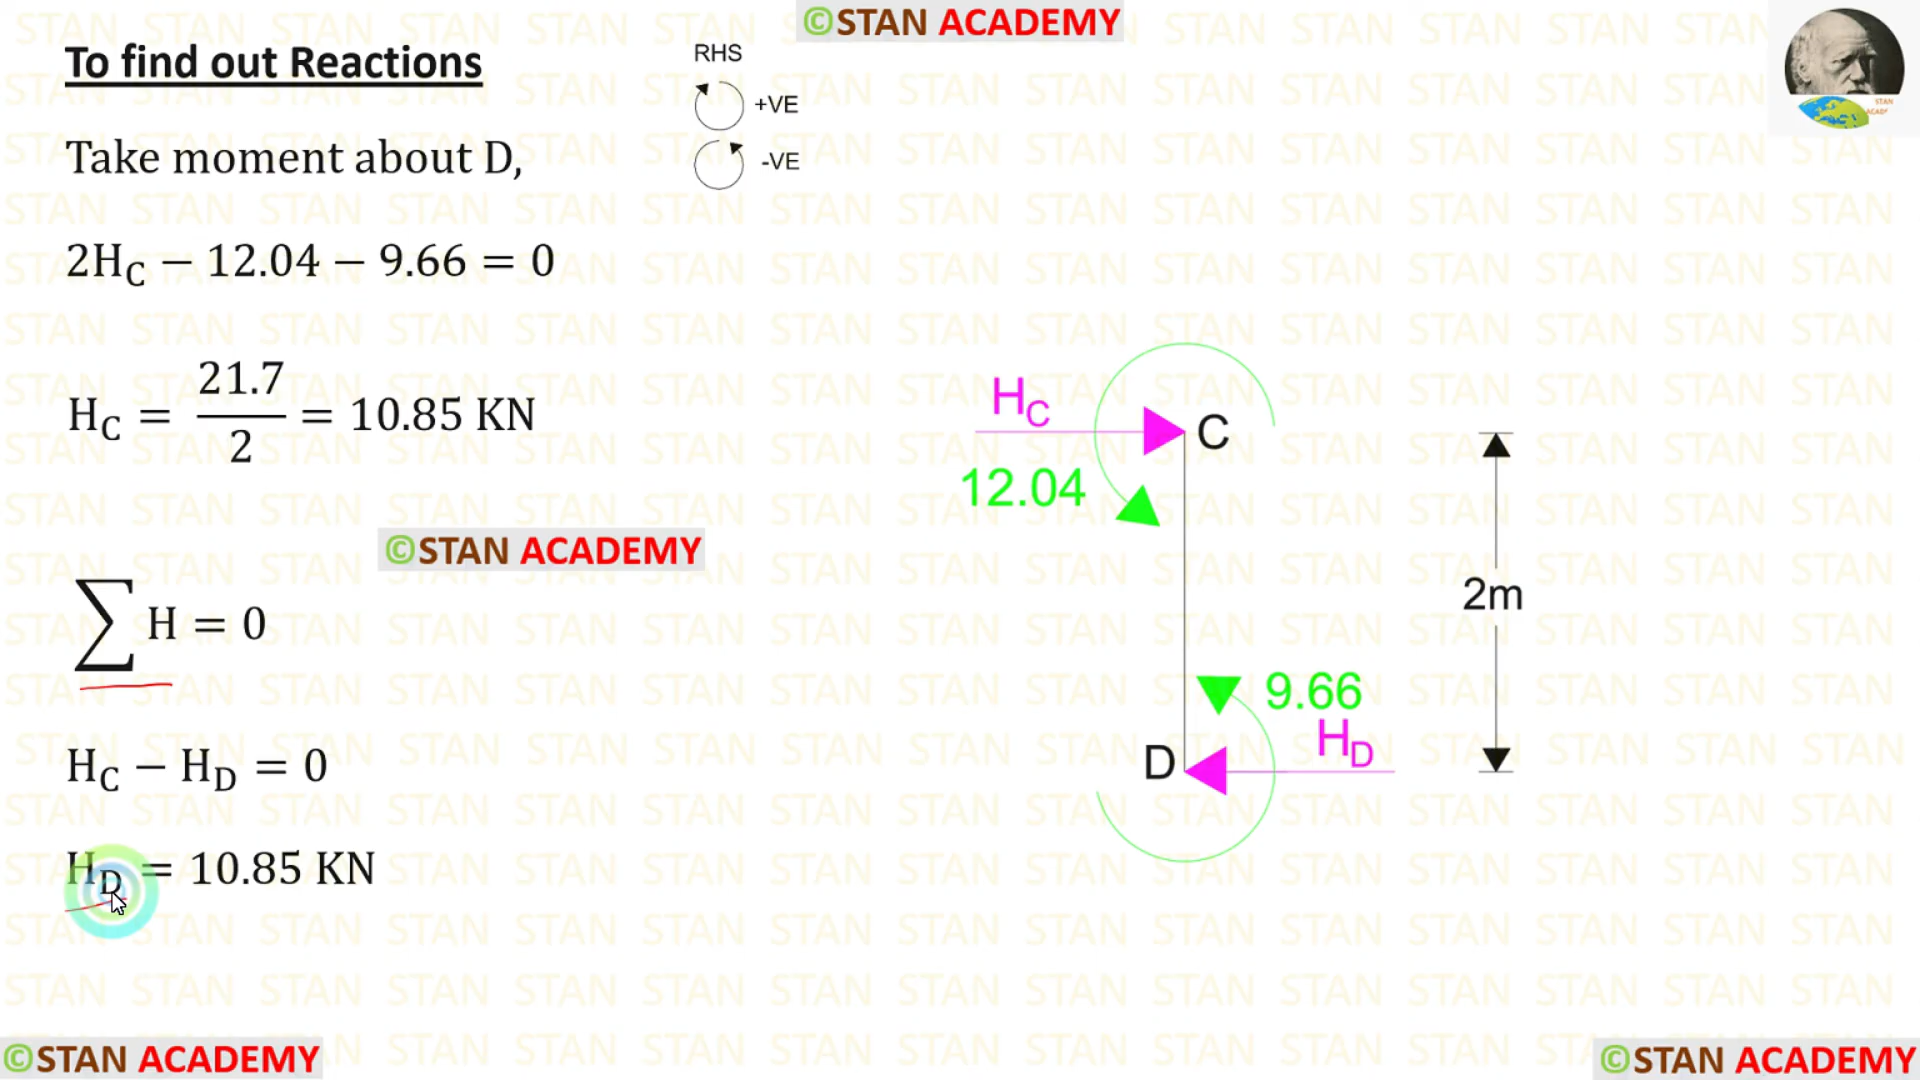 ©STAN ACADEMY
To find out Reactions
RHS
+VE
-VE
STAN
ACADEMY
Take moment about D,
2H_C − 12.04 − 9.66 = 0
H_C = 21.7/2 = 10.85 KN
©STAN ACADEMY
∑ H = 0
H_C − H_D = 0
H_D = 10.85 KN
H_C
C
12.04
2m
9.66
H_D
D
©STAN ACADEMY
©STAN ACADEMY